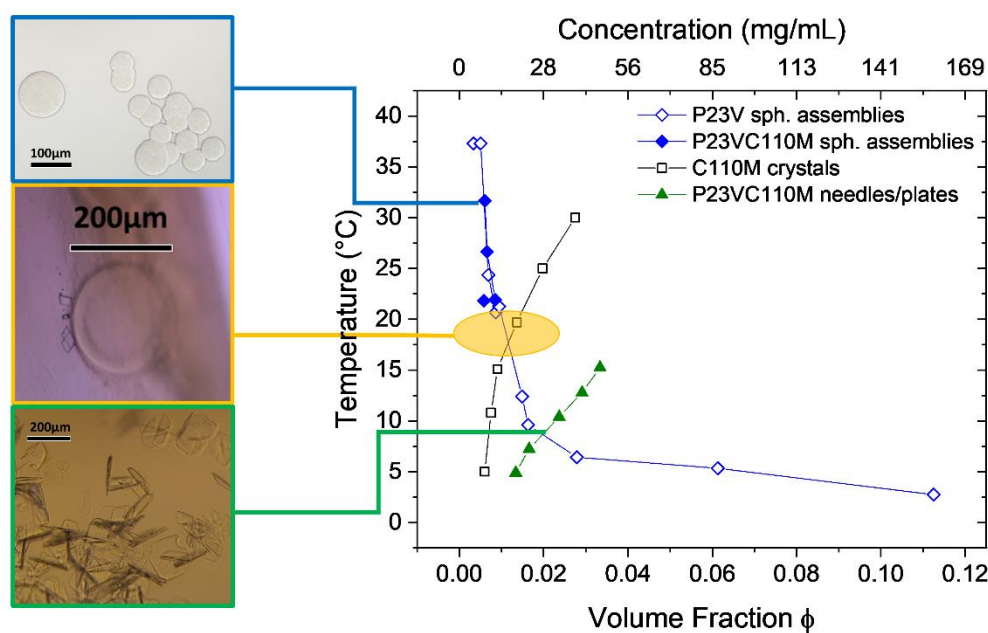 100μm
200μm
200μm
Concentration (mg/mL)
0 28 56 85 113 141 169
P23V sph. assemblies
P23VC110M sph. assemblies
C110M crystals
P23VC110M needles/plates
Temperature (°C)
40
35
30
25
20
15
10
5
0
0.00 0.02 0.04 0.06 0.08 0.10 0.12
Volume Fraction ϕ